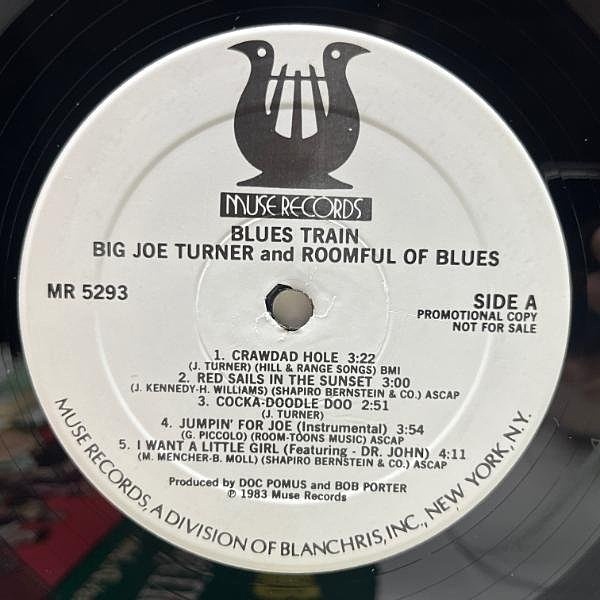 MUSE RECORDS
BLUES TRAIN
BIG JOE TURNER and ROOMFUL OF BLUES
MR 5293
SIDE A
PROMOTIONAL COPY
NOT FOR SALE
1. CRAWDAD HOLE 3:22
(J. TURNER) (HILL & RANGE SONGS) BMI
2. RED SAILS IN THE SUNSET 3:00
(J. KENNEDY-H. WILLIAMS) (SHAPIRO BERNSTEIN & CO.) ASCAP
3. COCKA-DOODLE DOO 2:51
(J. TURNER)
4. JUMPIN' FOR JOE (Instrumental) 3:54
(G. PICCOLO) (ROOM-TOONS MUSIC) ASCAP
5. I WANT A LITTLE GIRL (Featuring - DR. JOHN) 4:11
(M. MENCHER-B. MOLL) (SHAPIRO BERNSTEIN & CO.) ASCAP
Produced by DOC POMUS and BOB PORTER
℗ 1983 Muse Records
MUSE RECORDS, A DIVISION OF BLANCHRIS, INC., NEW YORK, N.Y.